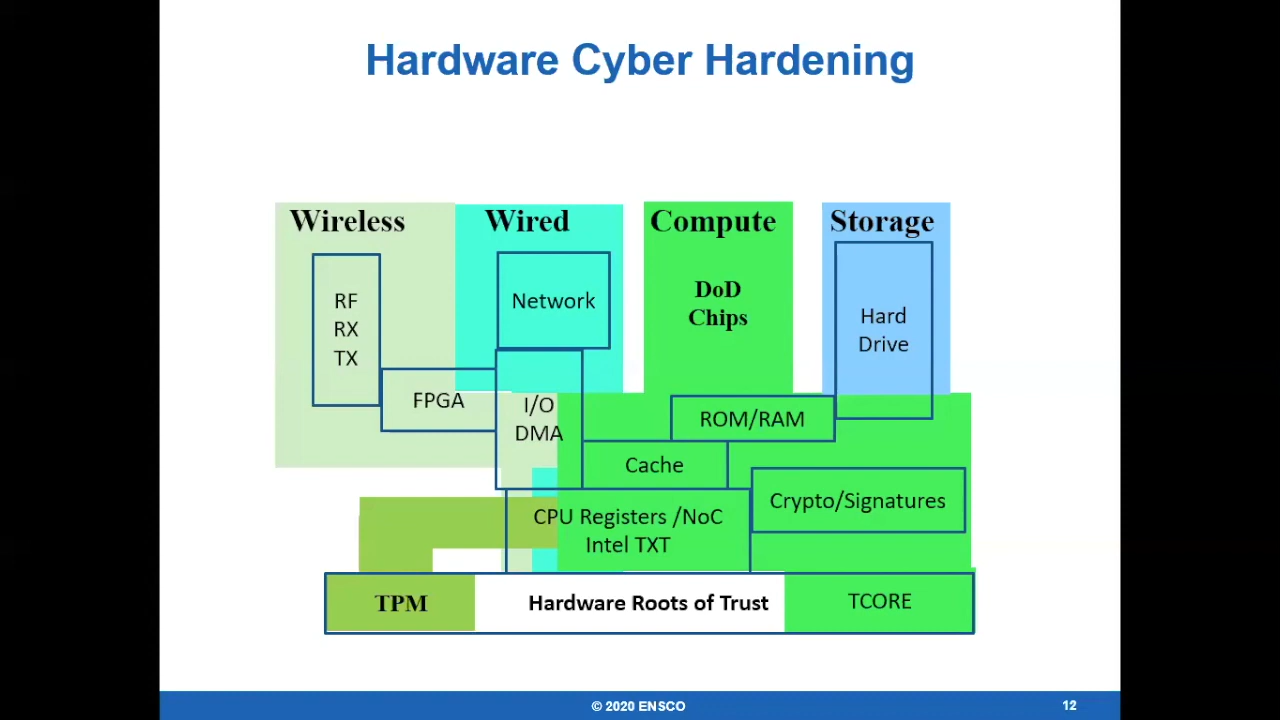 Hardware Cyber Hardening
Wireless
Wired
Compute
Storage
RF
RX
TX
Network
DoD
Chips
Hard
Drive
FPGA
I/O
DMA
ROM/RAM
Cache
Crypto/Signatures
CPU Registers /NoC
Intel TXT
TPM
Hardware Roots of Trust
TCORE
© 2020 ENSCO
12